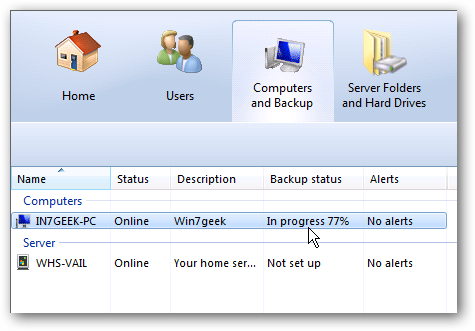 Home
Users
Computers
and Backup
Server Folders
and Hard Drives
Name Status Description Backup status Alerts
Computers
IN7GEEK-PC Online Win7geek In progress 77% No alerts
Server
WHS-VAIL Online Your home ser... Not set up No alerts